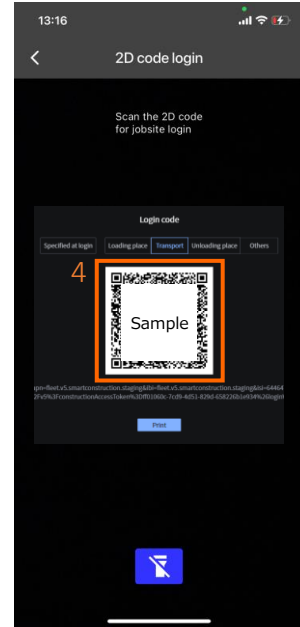 13:16
2D code login
Scan the 2D code
for jobsite login
Login code
Specified at login Loading place Transport Unloading place Others
4
Sample
Print